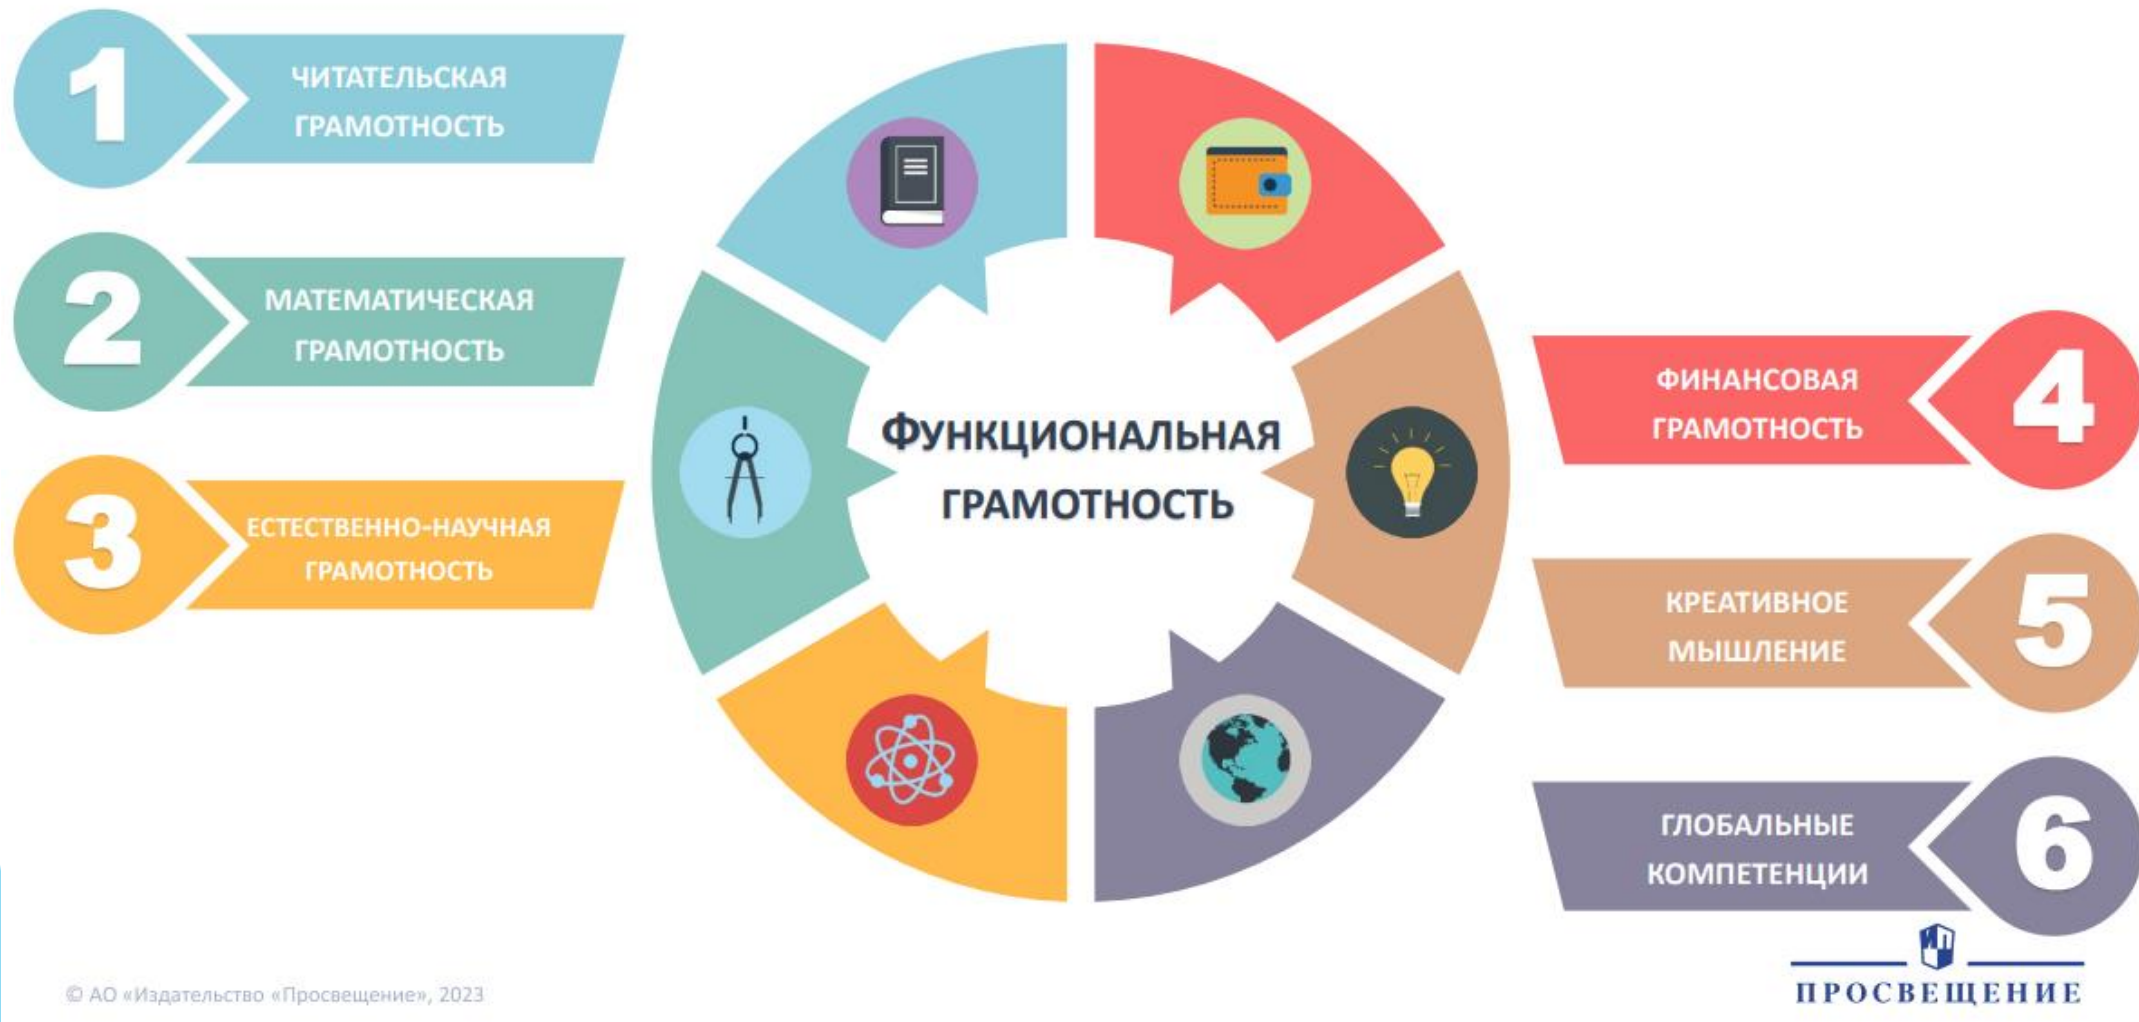 1
ЧИТАТЕЛЬСКАЯ
ГРАМОТНОСТЬ
2
МАТЕМАТИЧЕСКАЯ
ГРАМОТНОСТЬ
3
ЕСТЕСТВЕННО-НАУЧНАЯ
ГРАМОТНОСТЬ
ФУНКЦИОНАЛЬНАЯ
ГРАМОТНОСТЬ
ФИНАНСОВАЯ
ГРАМОТНОСТЬ
4
КРЕАТИВНОЕ
МЫШЛЕНИЕ
5
ГЛОБАЛЬНЫЕ
КОМПЕТЕНЦИИ
6
© АО «Издательство «Просвещение», 2023
ИП
ПРОСВЕЩЕНИЕ